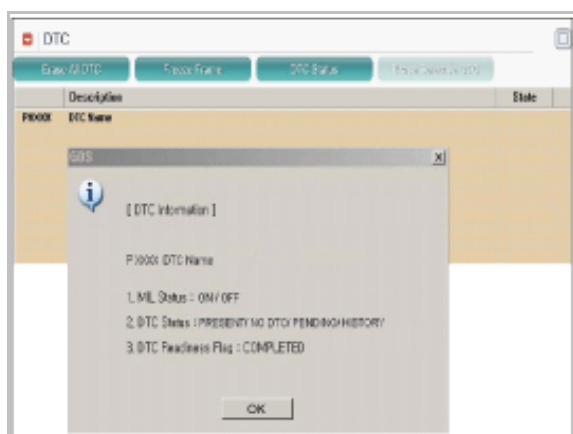 DTC
Erase All DTC Freeze Frame DTC Status
Description State
PXXXX DTC Name
GDS
[ DTC Information ]
PXXXX DTC Name
1. MIL Status : ON / OFF
2. DTC Status : PRESENT/ NO DTC/ PENDING/HISTORY
3. DTC Readiness Flag : COMPLETED
OK